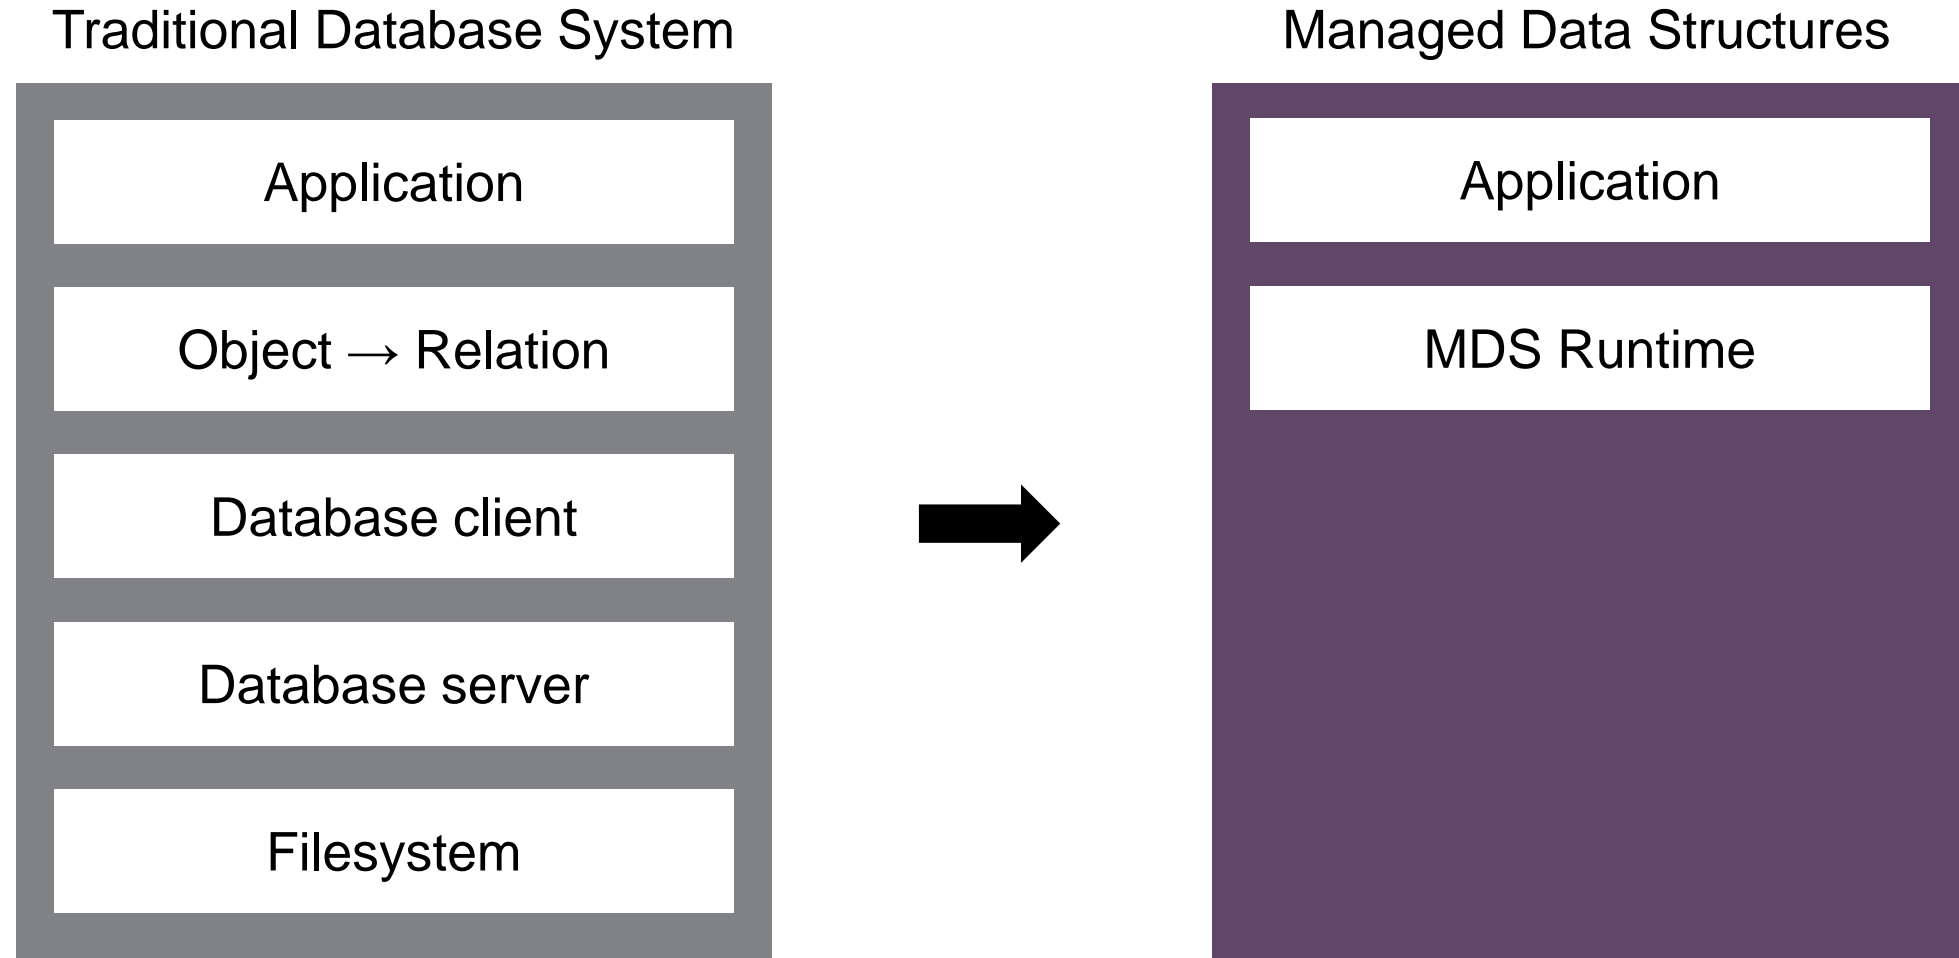 Traditional Database System
Application
Object → Relation
Database client
Database server
Filesystem
Managed Data Structures
Application
MDS Runtime